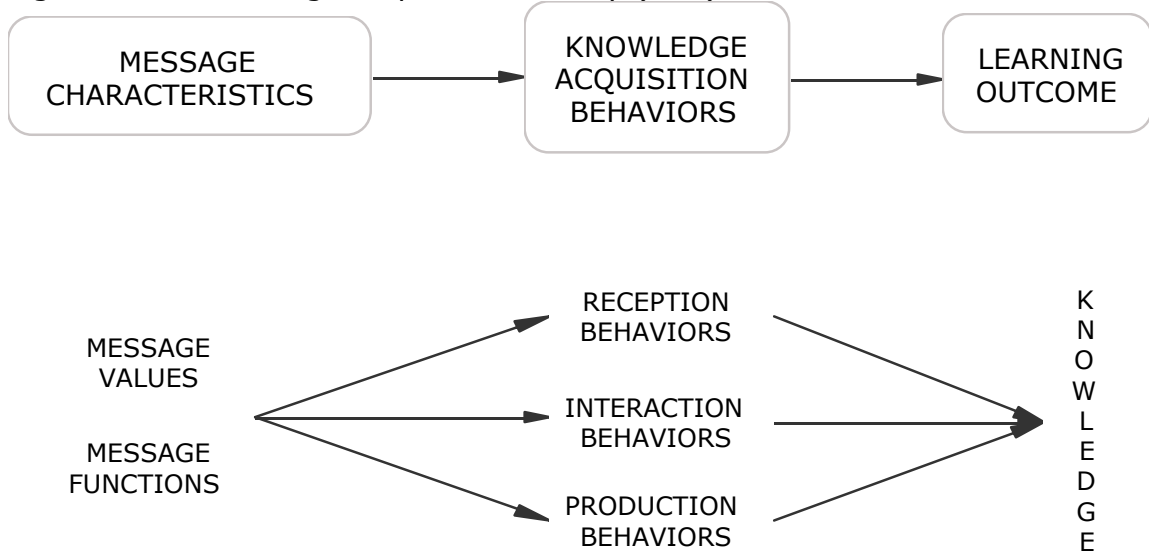 MESSAGE
CHARACTERISTICS
KNOWLEDGE
ACQUISITION
BEHAVIORS
LEARNING
OUTCOME
MESSAGE
VALUES
MESSAGE
FUNCTIONS
RECEPTION
BEHAVIORS
INTERACTION
BEHAVIORS
PRODUCTION
BEHAVIORS
K
N
O
W
L
E
D
G
E